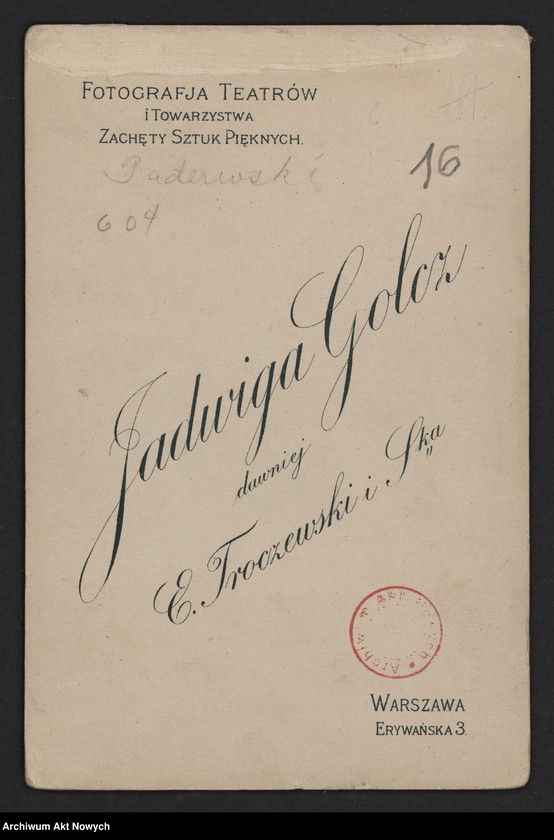 FOTOGRAFJA TEATRÓW
I TOWARZYSTWA
ZACHĘTY SZTUK PIĘKNYCH.
Paderewski
16
604
Jadwiga Golcz
dawniej
E. Troczewski i Ska
Archiw
WARSZAWA
ERYWAŃSKA 3.
Archiwum Akt Nowych